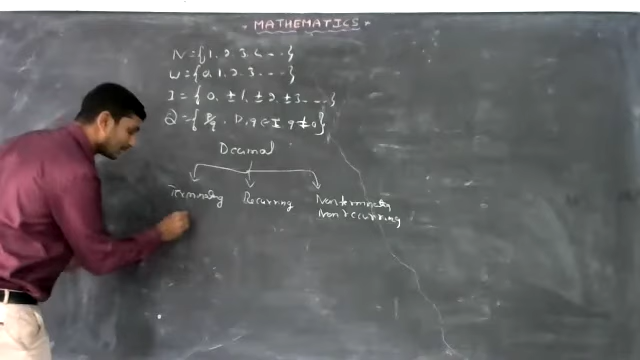 MATHEMATICS
N={1, 2, 3, 4 ....}
W={0, 1, 2, 3 ....}
I={0, ±1, ±2, ±3 ....}
Q={p/q, p,q ∈ I, q≠0}
Decimal
Terminating Recurring Nonterminating
Nonrecurring